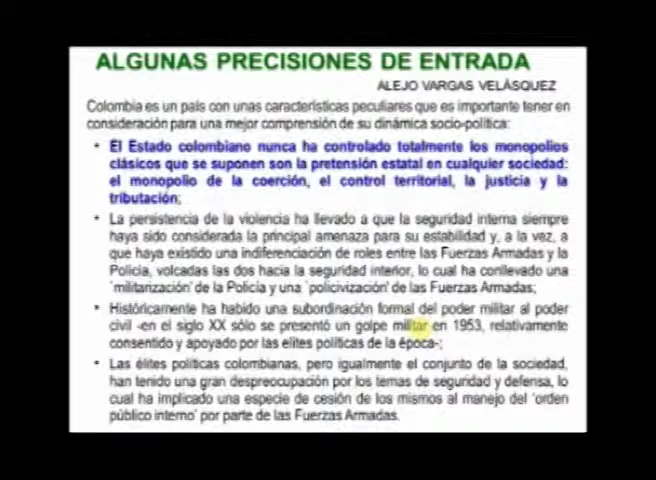 ALGUNAS PRECISIONES DE ENTRADA
ALEJO VARGAS VELÁSQUEZ
Colombia es un país con unas características peculiares que es importante tener en
consideración para una mejor comprensión de su dinámica socio-política:
• El Estado colombiano nunca ha controlado totalmente los monopolios
clásicos que se suponen son la pretensión estatal en cualquier sociedad:
el monopolio de la coerción, el control territorial, la justicia y la
tributación;
• La persistencia de la violencia ha llevado a que la seguridad interna siempre
haya sido considerada la principal amenaza para su estabilidad y, a la vez, a
que haya existido una indiferenciación de roles entre las Fuerzas Armadas y la
Policía, volcadas las dos hacia la seguridad interior, lo cual ha conllevado una
'militarización' de la Policía y una 'policivización' de las Fuerzas Armadas;
• Históricamente ha habido una subordinación formal del poder militar al poder
civil -en el siglo XX sólo se presentó un golpe militar en 1953, relativamente
consentido y apoyado por las elites políticas de la época-;
• Las élites políticas colombianas, pero igualmente el conjunto de la sociedad,
han tenido una gran despreocupación por los temas de seguridad y defensa, lo
cual ha implicado una especie de cesión de los mismos al manejo del 'orden
público interno' por parte de las Fuerzas Armadas.